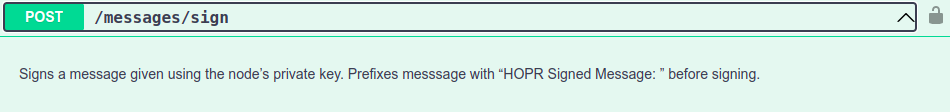 POST /messages/sign
Signs a message given using the node’s private key. Prefixes messsage with “HOPR Signed Message: ” before signing.